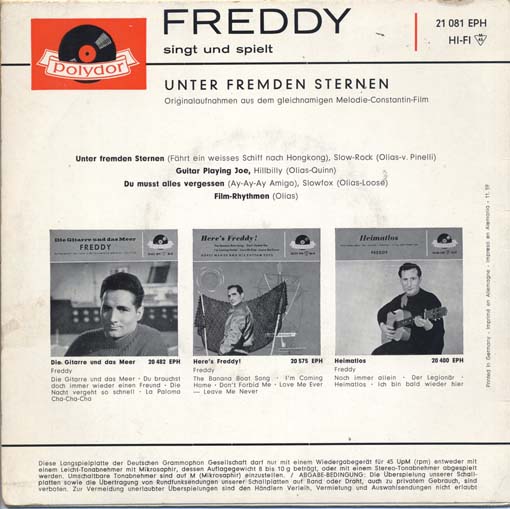 polydor
FREDDY
singt und spielt
21 081 EPH
HI-FI
UNTER FREMDEN STERNEN
Originalaufnahmen aus dem gleichnamigen Melodie-Constantin-Film
Unter fremden Sternen (Fährt ein weisses Schiff nach Hongkong), Slow-Rock (Olias-v. Pinelli)
Guitar Playing Joe, Hillbilly (Olias-Quinn)
Du musst alles vergessen (Ay-Ay-Ay Amigo), Slowfox (Olias-Loose)
Film-Rhythmen (Olias)
Die Gitarre und das Meer
FREDDY
Here's Freddy!
Heimatlos
FREDDY
Die Gitarre und das Meer 20 482 EPH
Freddy
Die Gitarre und das Meer · Du brauchst
doch immer wieder einen Freund · Die
Nacht vergeht so schnell · La Paloma
Cha-Cha-Cha
Here's Freddy! 20 575 EPH
Freddy
The Banana Boat Song · I'm Coming
Home · Don't Forbid Me · Love Me Ever
— Leave Me Never
Heimatlos 20 480 EPH
Freddy
Noch immer allein · Der Legionär ·
Heimatlos · Ich bin bald wieder hier
Printed in Germany · Imprimé en Allemagne · Impreso en Alemania · 11. 59
Diese Langspielplatte der Deutschen Grammophon Gesellschaft darf nur mit einem Wiedergabegerät für 45 UpM (rpm) entweder mit
einem Leicht-Tonabnehmer mit Mikrosaphir, dessen Auflagegewicht 6 bis 10 g beträgt, oder mit einem Stereo-Tonabnehmer abgespielt
werden. Umschaltbare Tonabnehmer sind auf M (Mikrosaphir) einzustellen. / ABGABE-BEDINGUNG: Die Überspielung unserer Schall-
platten sowie die Übertragung von Rundfunksendungen unserer Schallplatten auf Band oder Draht, auch zu privatem Gebrauch, sind
verboten. Zur Vermeidung unerlaubter Überspielungen sind den Händlern Verleih, Vermietung und Auswahlsendungen nicht erlaubt